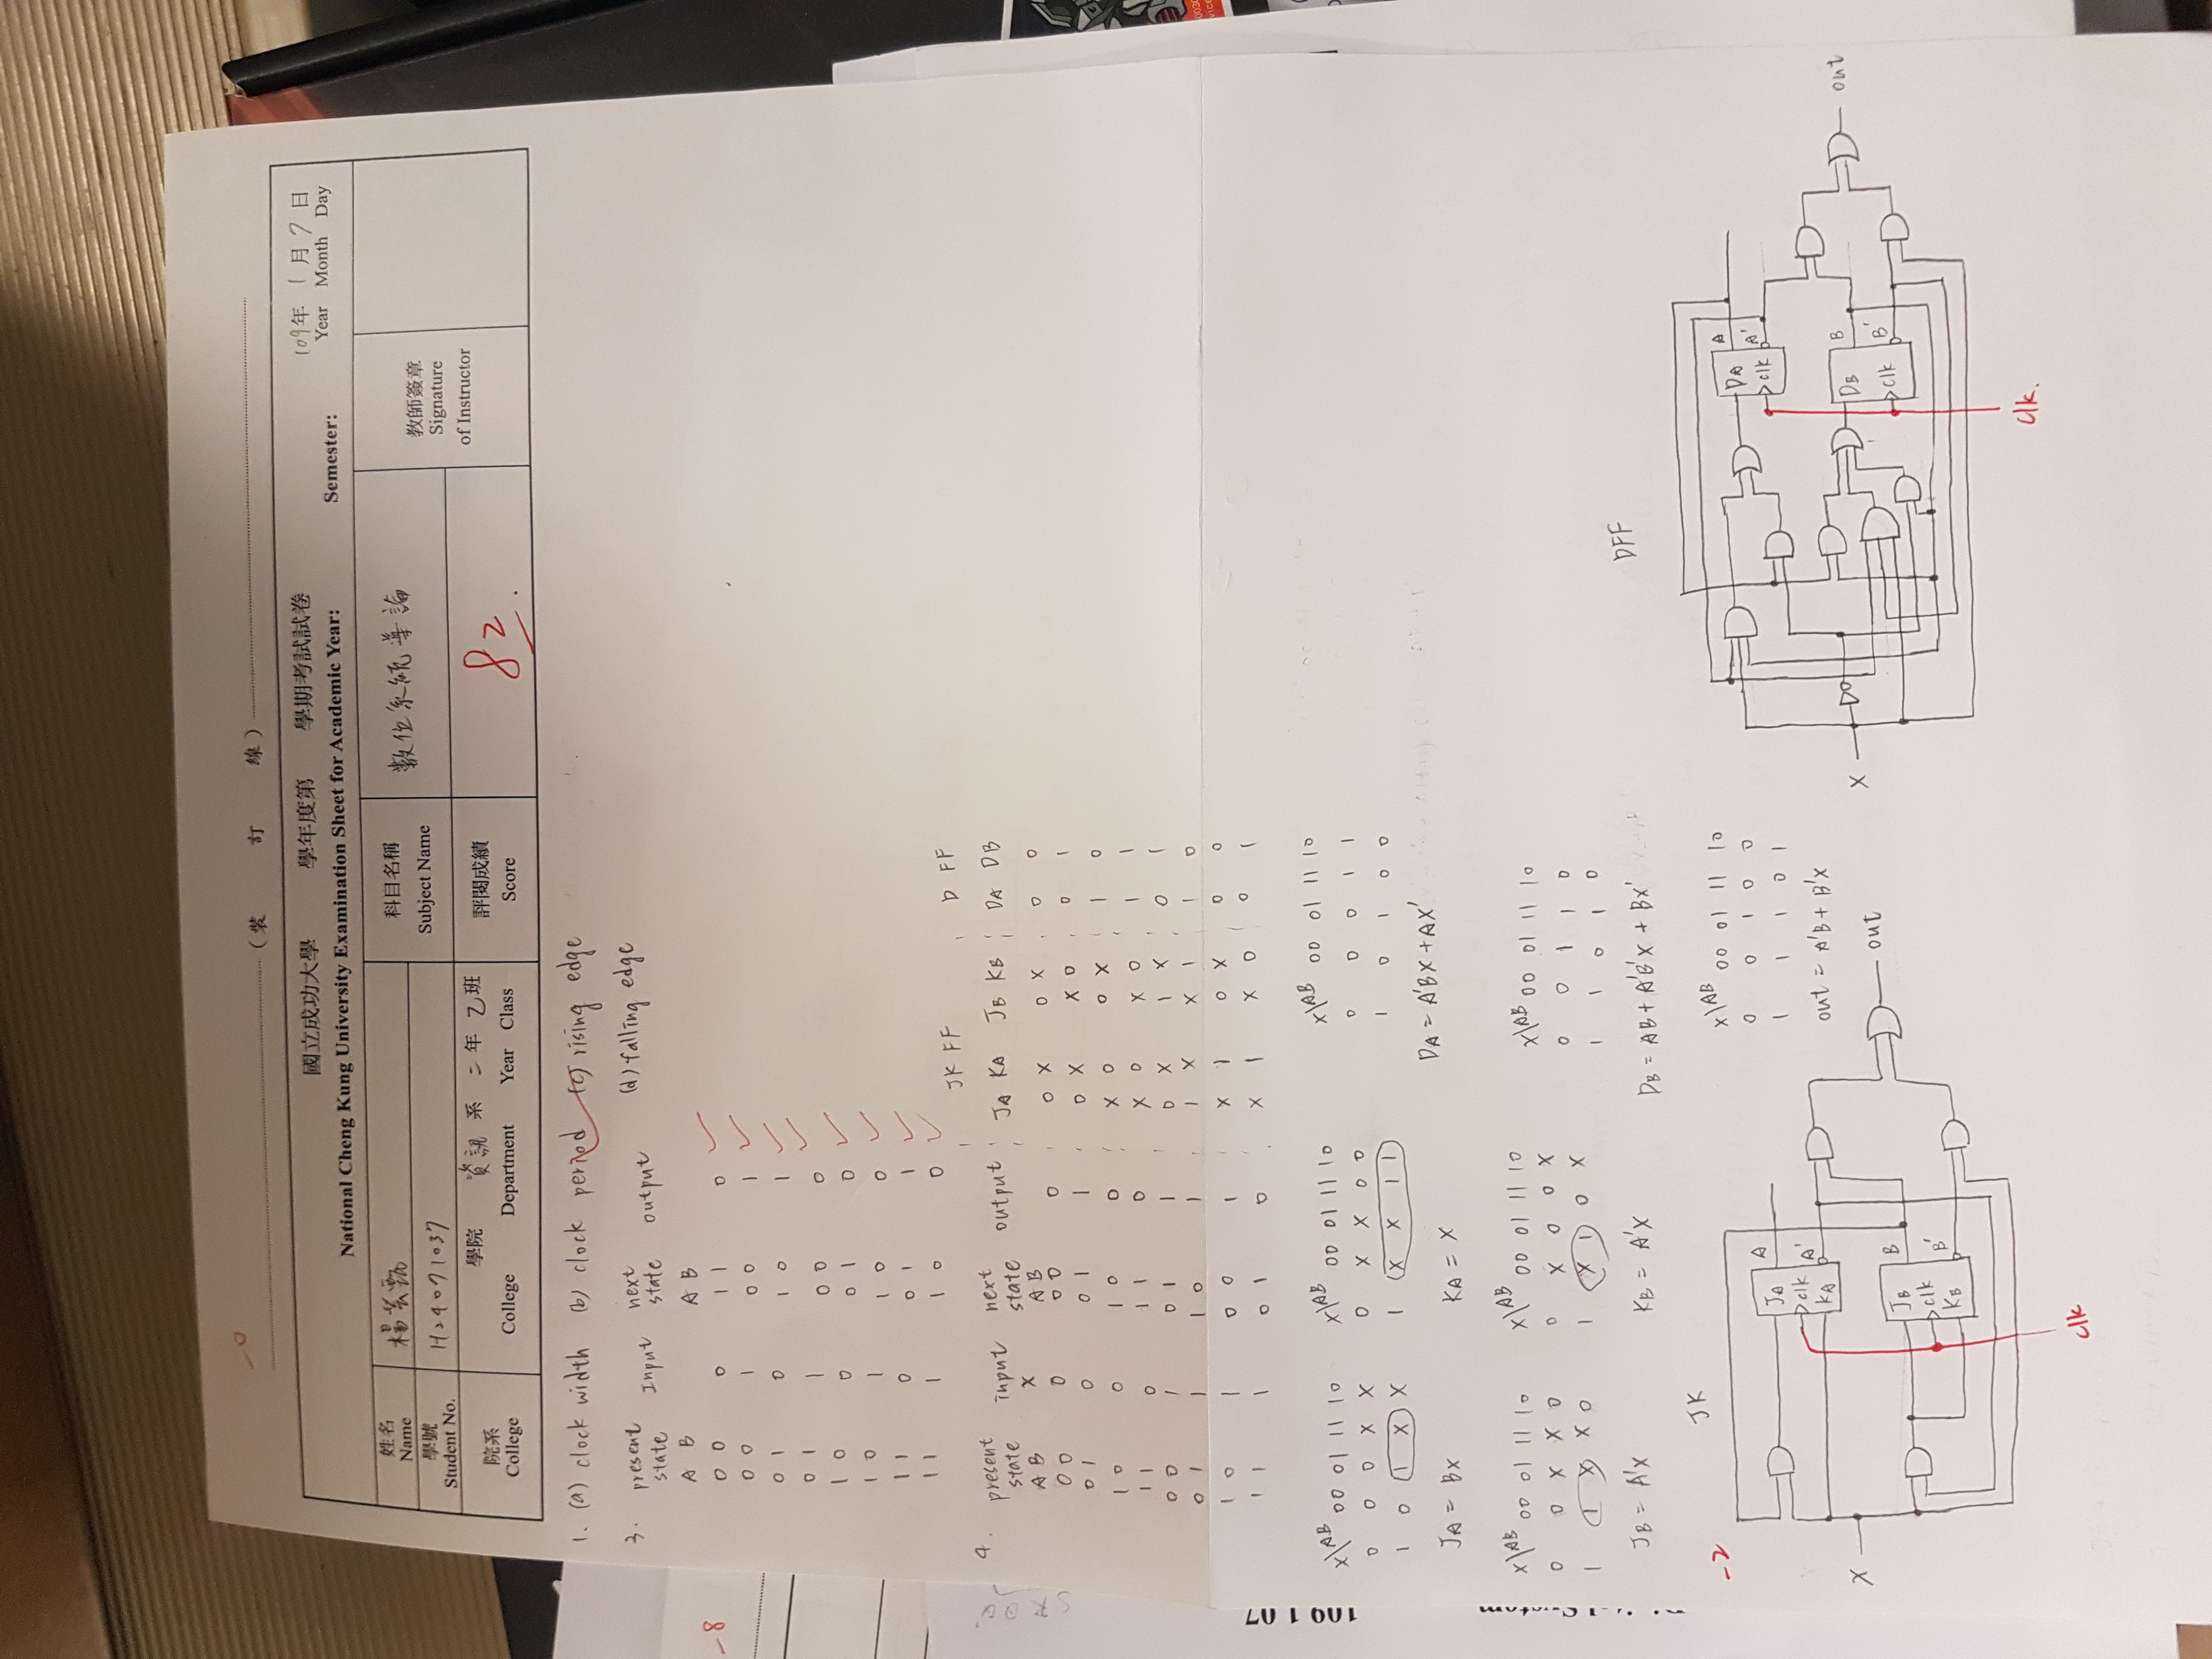 -0
(裝 訂 線)
國立成功大學 學年度第 學期考試試卷 109年 1月7日
National Cheng Kung University Examination Sheet for Academic Year: Semester: Year Month Day
姓名 Name 楊芸甄 科目名稱 Subject Name 數位系統導論 教師簽章 Signature of Instructor
學號 Student No. H24071037
院系 College 學院 資訊系 二年 乙班 評閱成績 Score 82.
College Department Year Class
1. (a) clock width (b) clock period (c) rising edge
(d) falling edge
3. present state Input next state output
A B A B
0 0 0 1 1 0
0 0 1 0 0 1
0 1 0 1 0 1
0 1 1 0 0 0
1 0 0 0 1 0
1 0 1 1 0 0
1 1 0 0 1 1
1 1 1 1 0 0
JK FF D FF
4. present state input next state output JA KA JB KB DA DB
A B X A B
0 0 0 0 0 0 0 X 0 X 0 0
0 1 0 0 1 1 0 X X 0 0 1
1 0 0 1 0 0 X 0 0 X 1 0
1 1 0 1 1 0 X 0 X 0 1 1
0 0 1 0 1 1 0 X 1 X 0 1
0 1 1 1 0 1 1 X X 1 1 0
1 0 1 0 0 1 X 1 0 X 0 0
1 1 1 0 1 0 X 1 X 0 0 1
X\AB 00 01 11 10 X\AB 00 01 11 10 X\AB 00 01 11 10
0 0 0 X X 0 X X 0 0 0 0 0 1 1
1 0 1 X X 1 X X 1 1 1 0 1 0 0
JA = BX KA = X DA = A'BX + AX'
X\AB 00 01 11 10 X\AB 00 01 11 10 X\AB 00 01 11 10
0 0 X X 0 0 X 0 0 X 0 0 1 1 0
1 1 X X 0 1 X 1 0 X 1 1 0 1 0
JB = A'X KB = A'X DB = AB + A'B'X + BX'
-2
JK
X\AB 00 01 11 10
0 0 1 0 0
1 1 1 0 1
out = A'B + B'X
X
JA A
clk
KA A'
JB B
clk
KB B'
out
clk
DFF
X
DA A
clk A'
DB B
clk B'
out
clk.
-8
109 1 07